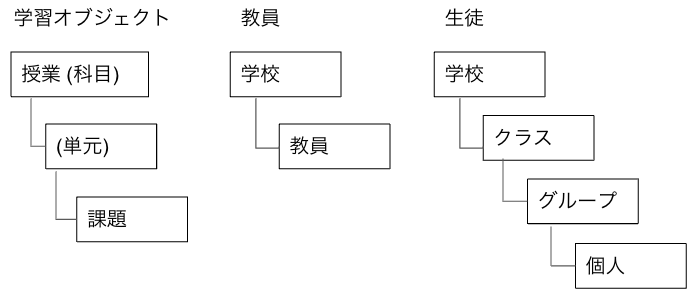 学習オブジェクト
授業 (科目)
(単元)
課題
教員
学校
教員
生徒
学校
クラス
グループ
個人